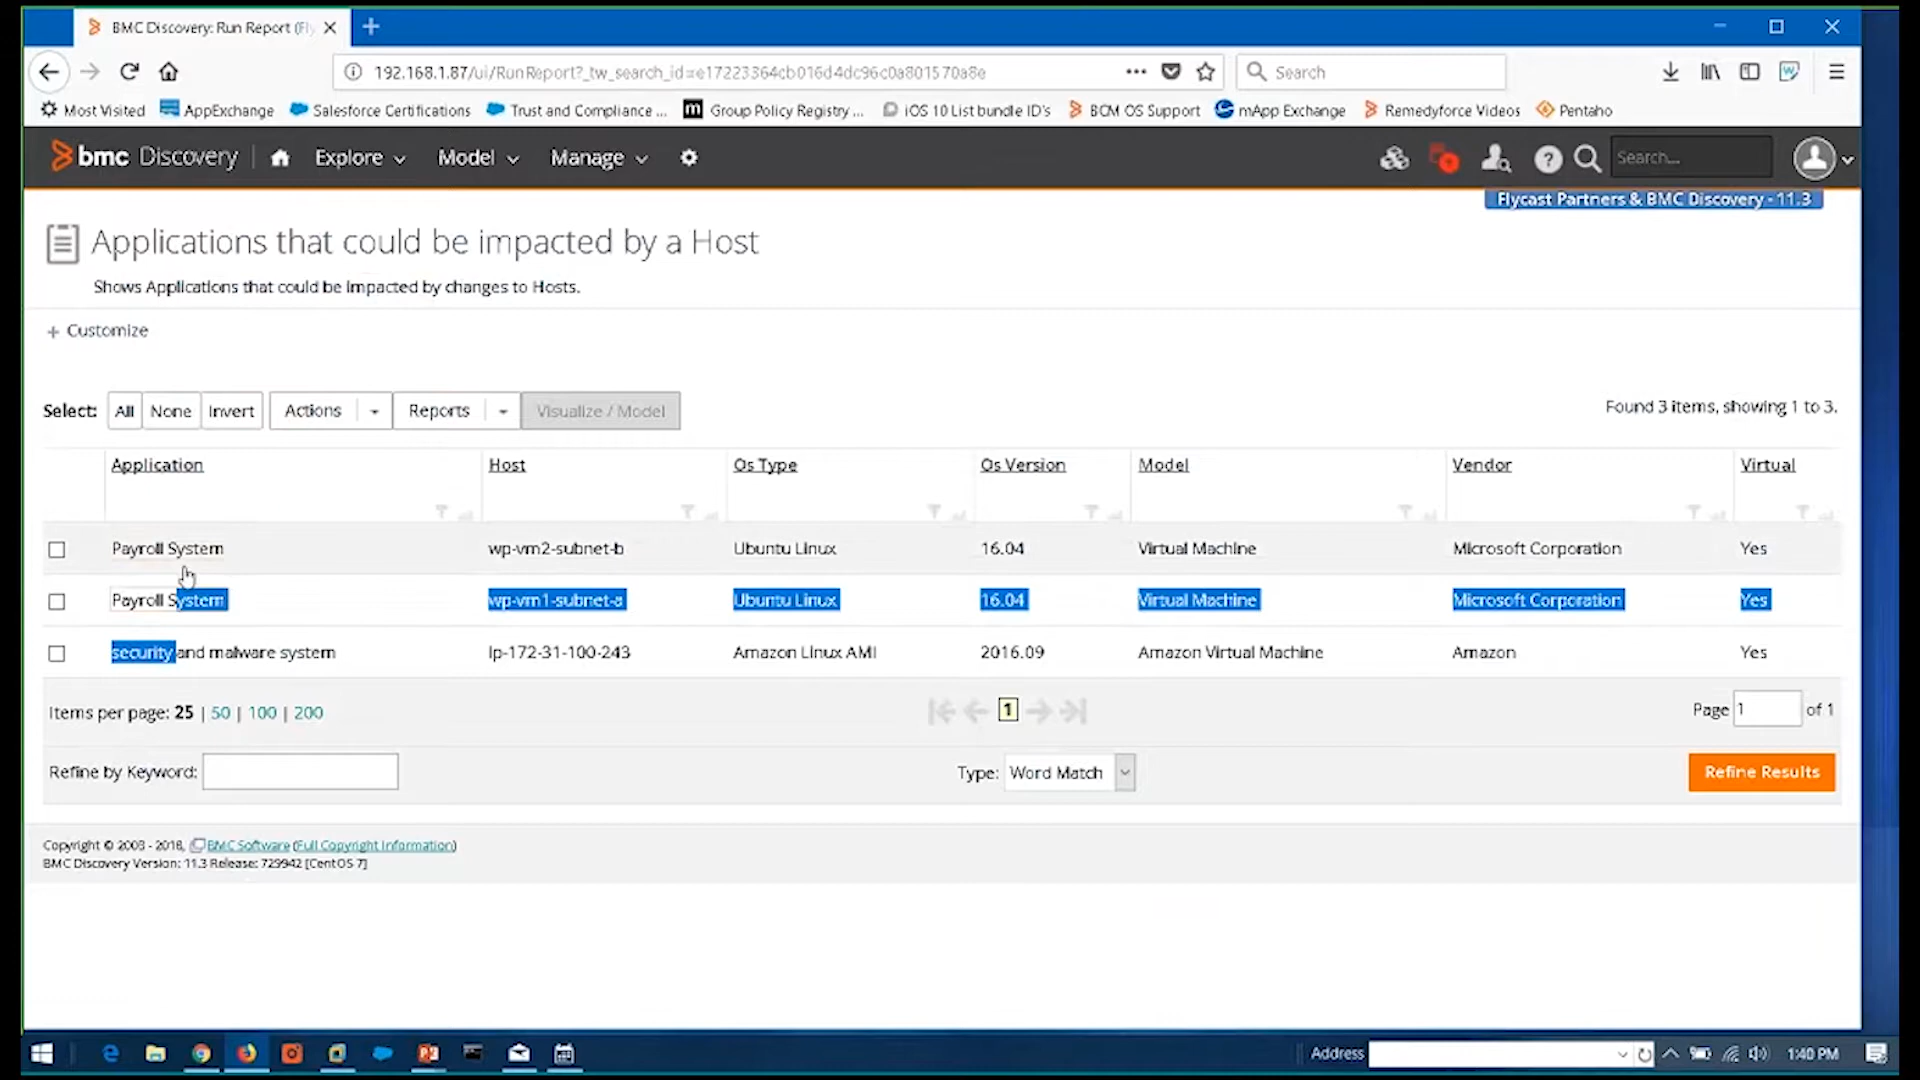 BMC Discovery: Run Report (Fly
192.168.1.87/ui/RunReport?_tw_search_id=e17223364cb016d4dc96c0a801570a8e
Search
Most Visited AppExchange Salesforce Certifications Trust and Compliance ... Group Policy Registry ... iOS 10 List bundle ID's BCM OS Support mApp Exchange Remedyforce Videos Pentaho
bmc Discovery Explore Model Manage Search...
Flycast Partners & BMC Discovery - 11.3
Applications that could be impacted by a Host
Shows Applications that could be impacted by changes to Hosts.
+ Customize
Select: All None Invert Actions Reports Visualize / Model Found 3 items, showing 1 to 3.
Application Host Os Type Os Version Model Vendor Virtual
Payroll System wp-vm2-subnet-b Ubuntu Linux 16.04 Virtual Machine Microsoft Corporation Yes
Payroll System wp-vm1-subnet-a Ubuntu Linux 16.04 Virtual Machine Microsoft Corporation Yes
security and malware system ip-172-31-100-243 Amazon Linux AMI 2016.09 Amazon Virtual Machine Amazon Yes
Items per page: 25 | 50 | 100 | 200 1 Page 1 of 1
Refine by Keyword: Type: Word Match Refine Results
Copyright © 2003 - 2018, BMC Software (Full Copyright Information)
BMC Discovery Version: 11.3 Release: 729942 [CentOS 7]
Address 1:40 PM